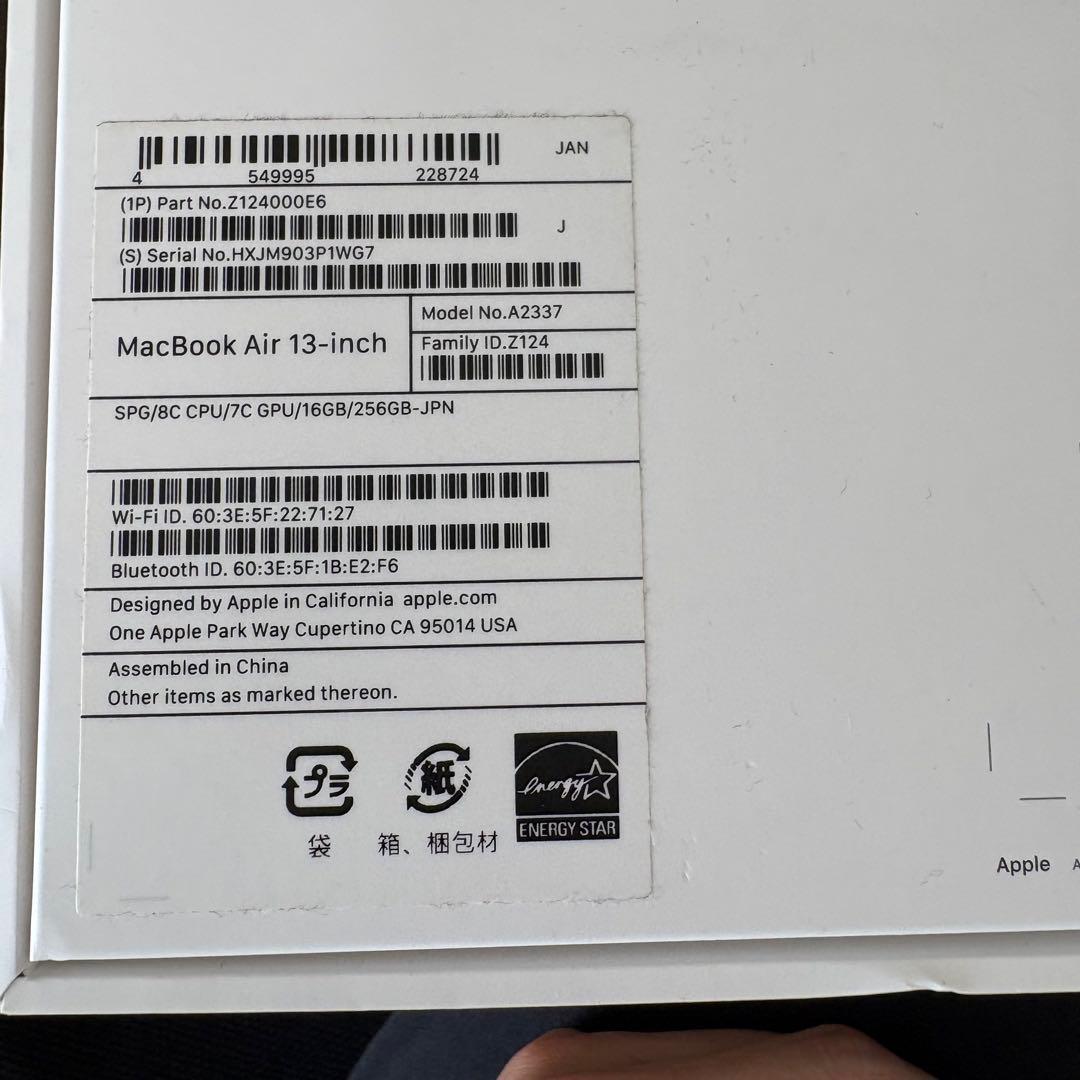 JAN
4 549995 228724
(1P) Part No.Z124000E6
J
(S) Serial No.HXJM903P1WG7
MacBook Air 13-inch
Model No.A2337
Family ID.Z124
SPG/8C CPU/7C GPU/16GB/256GB-JPN
Wi-Fi ID. 60:3E:5F:22:71:27
Bluetooth ID. 60:3E:5F:1B:E2:F6
Designed by Apple in California apple.com
One Apple Park Way Cupertino CA 95014 USA
Assembled in China
Other items as marked thereon.
プラ
紙
energy
ENERGY STAR
袋
箱、梱包材
Apple